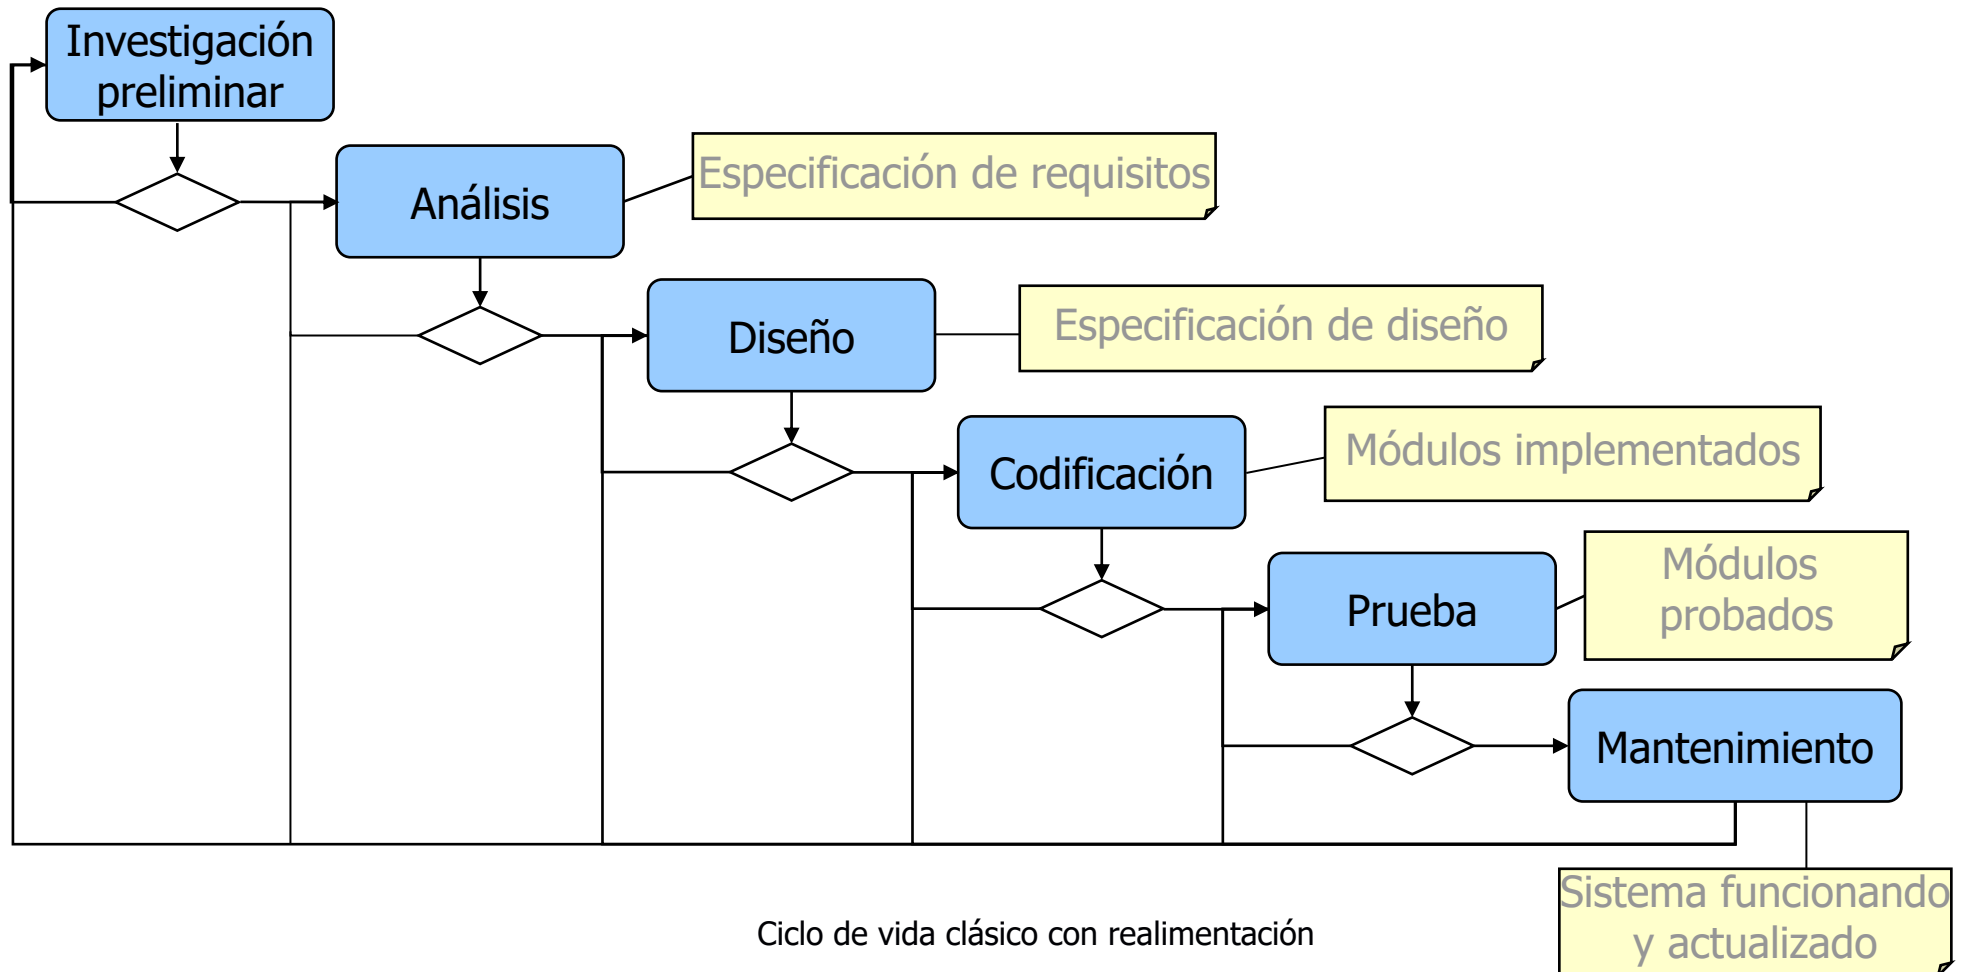 Investigación
preliminar
Análisis
Especificación de requisitos
Diseño
Especificación de diseño
Codificación
Módulos implementados
Prueba
Módulos
probados
Mantenimiento
Sistema funcionando
y actualizado
Ciclo de vida clásico con realimentación